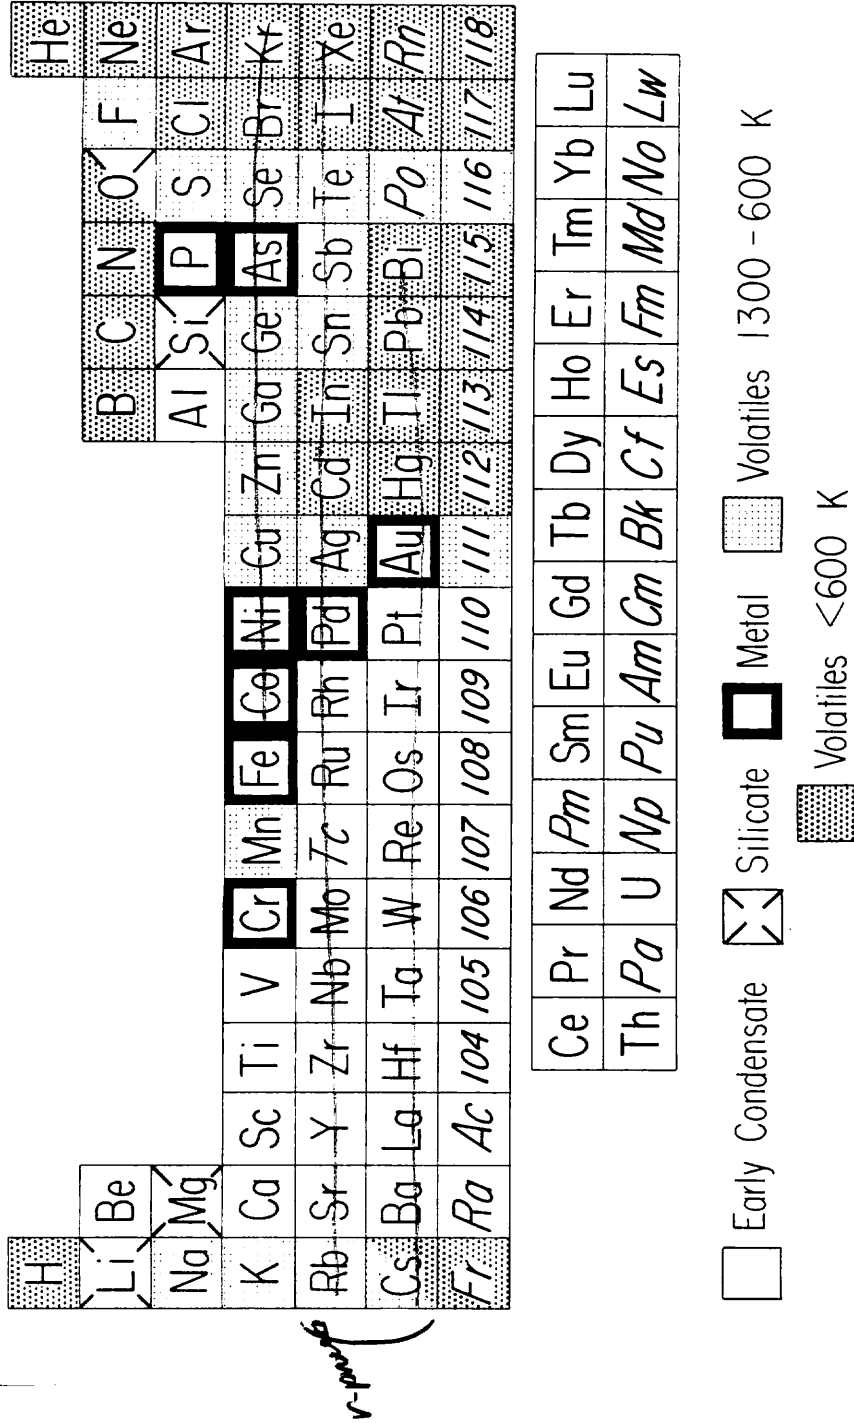 H He
Li Be B C N O F Ne
Na Mg Al Si P S Cl Ar
K Ca Sc Ti V Cr Mn Fe Co Ni Cu Zn Ga Ge As Se Br Kr
Rb Sr Y Zr Nb Mo Tc Ru Rh Pd Ag Cd In Sn Sb Te I Xe
Cs Ba La Hf Ta W Re Os Ir Pt Au Hg Tl Pb Bi Po At Rn
Fr Ra Ac 104 105 106 107 108 109 110 111 112 113 114 115 116 117 118
Ce Pr Nd Pm Sm Eu Gd Tb Dy Ho Er Tm Yb Lu
Th Pa U Np Pu Am Cm Bk Cf Es Fm Md No Lw
Early Condensate Silicate Metal Volatiles 1300-600 K
Volatiles <600 K